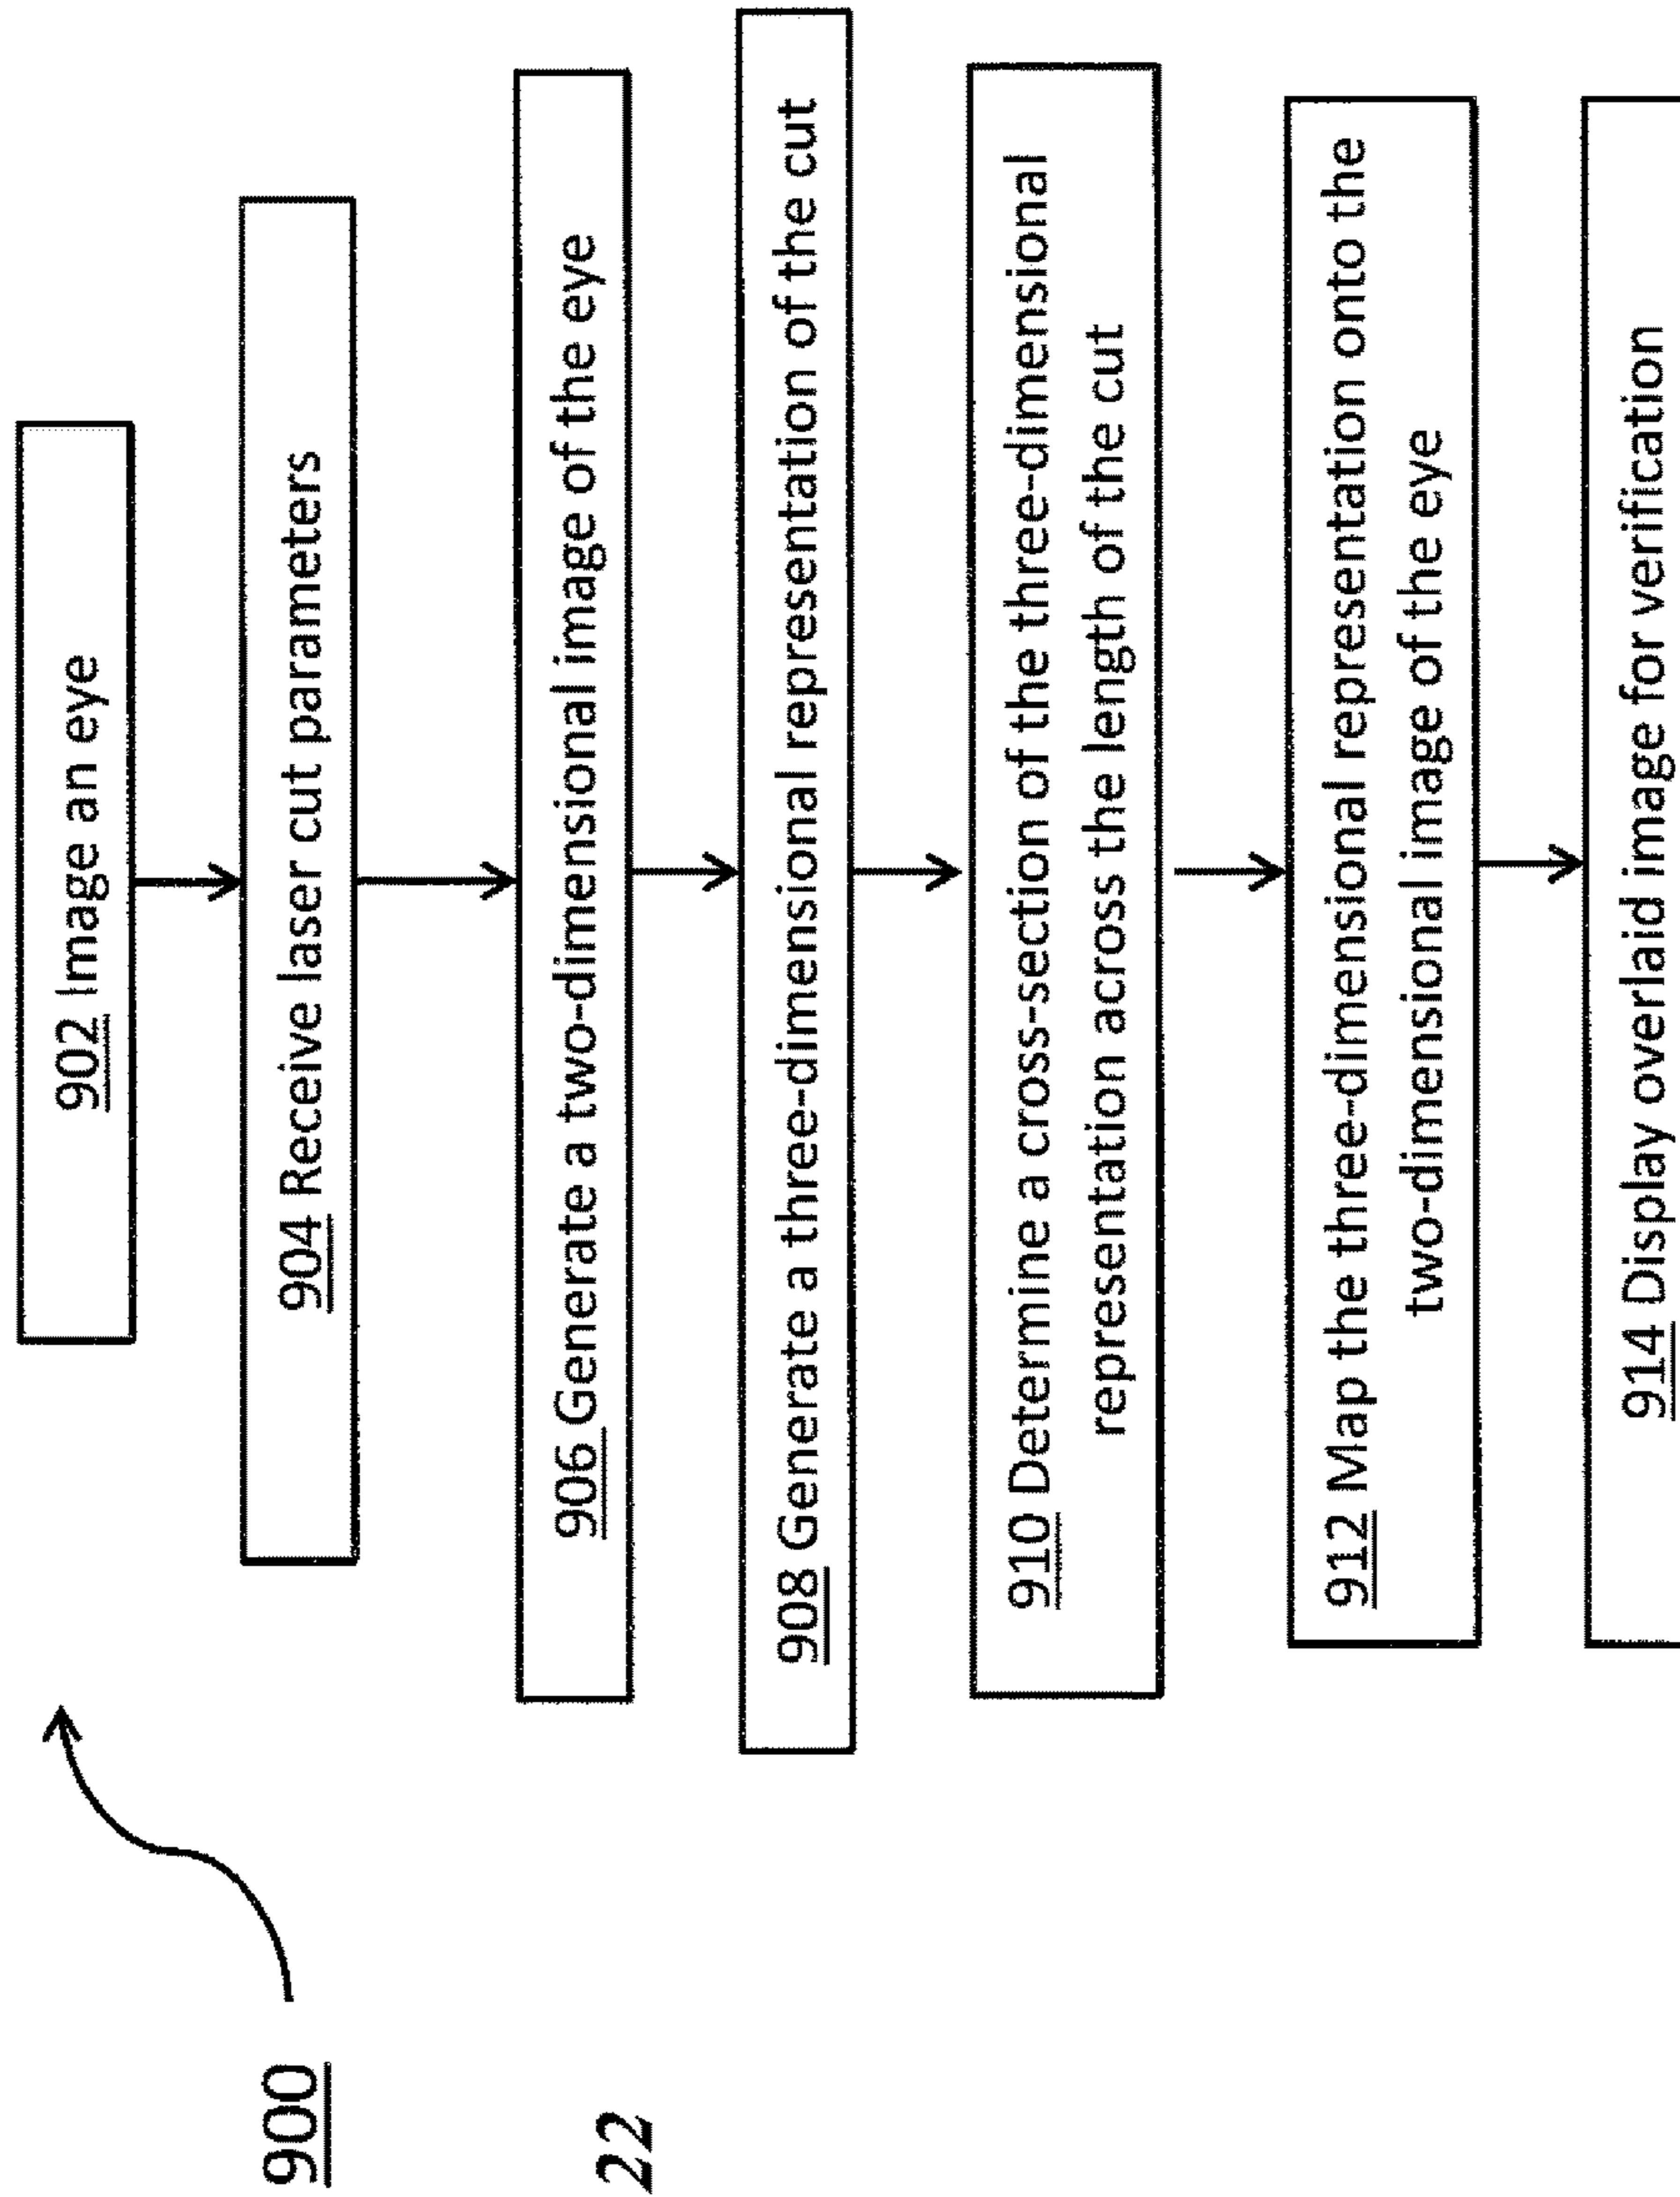 900
22
902 Image an eye
904 Receive laser cut parameters
906 Generate a two-dimensional image of the eye
908 Generate a three-dimensional representation of the cut
910 Determine a cross-section of the three-dimensional
representation across the length of the cut
912 Map the three-dimensional representation onto the
two-dimensional image of the eye
914 Display overlaid image for verification